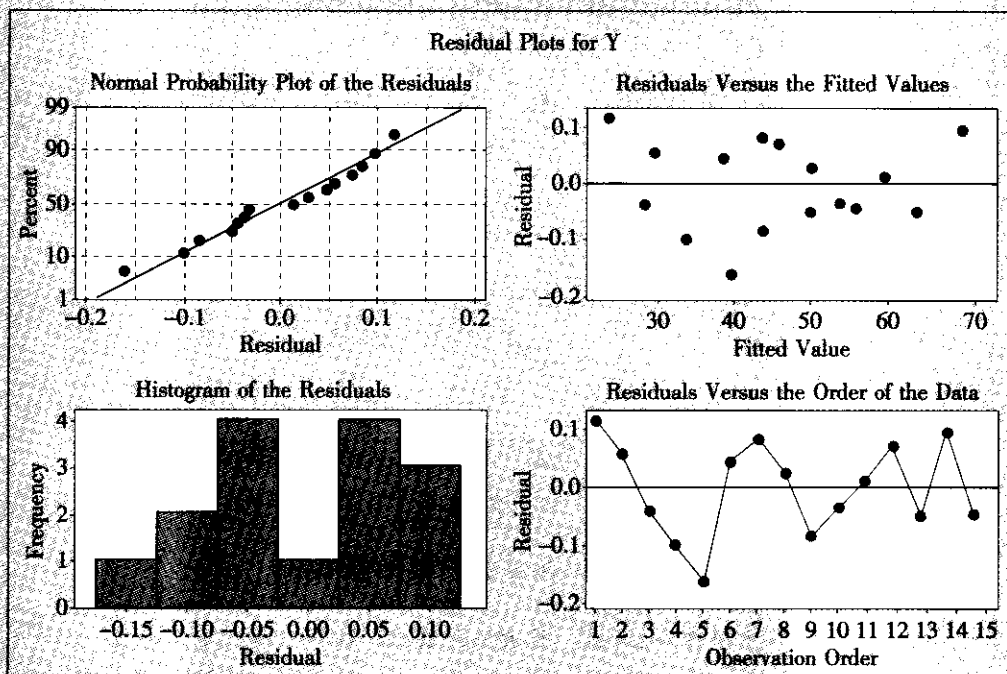 Residual Plots for Y
Normal Probability Plot of the Residuals
99
90
50
10
1
Percent
-0.2 -0.1 0.0 0.1 0.2
Residual
Residuals Versus the Fitted Values
0.1
0.0
-0.1
-0.2
Residual
30 40 50 60 70
Fitted Value
Histogram of the Residuals
4
3
2
1
0
Frequency
-0.15 -0.10 -0.05 0.00 0.05 0.10
Residual
Residuals Versus the Order of the Data
0.1
0.0
-0.1
-0.2
Residual
1 2 3 4 5 6 7 8 9 10 11 12 13 14 15
Observation Order